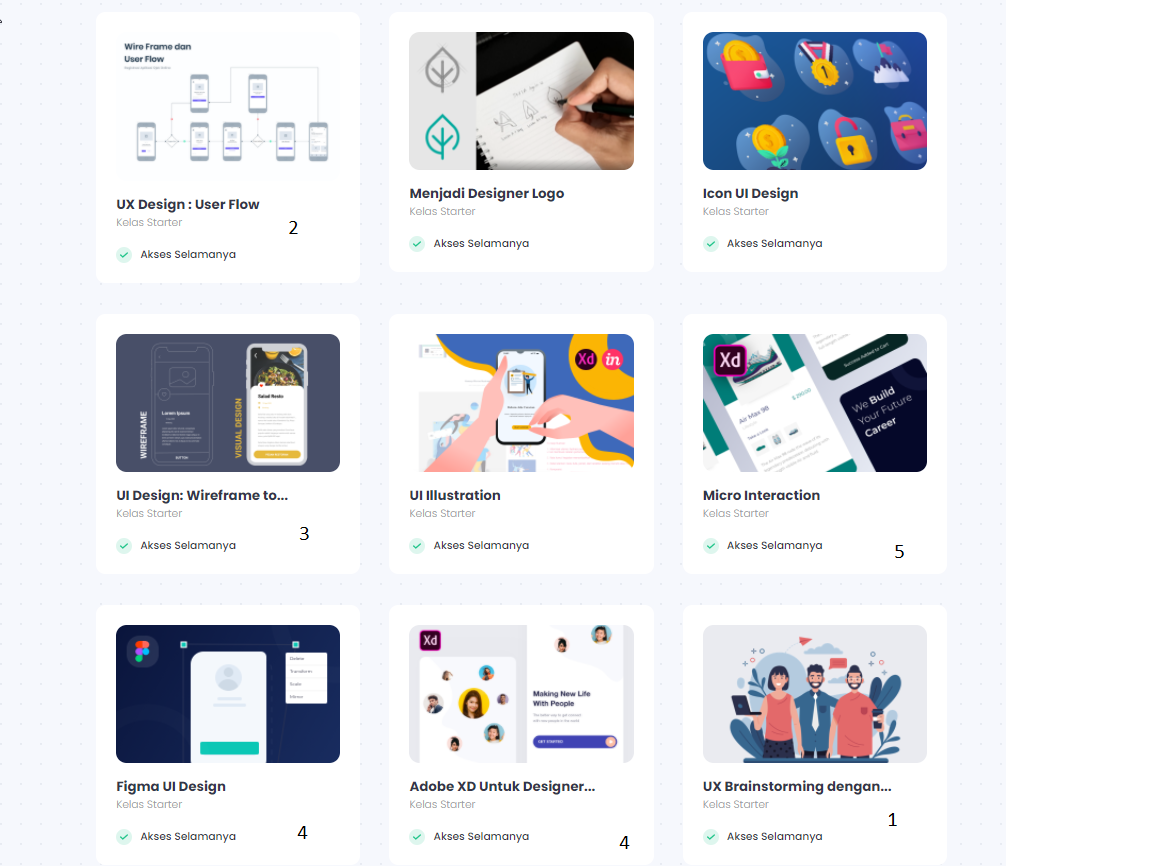 Wire Frame dan
User Flow
UX Design : User Flow
Kelas Starter
2
Akses Selamanya
Menjadi Designer Logo
Kelas Starter
Akses Selamanya
1
Icon UI Design
Kelas Starter
Akses Selamanya
WIREFRAME
Lorem Ipsum
BUTTON
VISUAL DESIGN
Salad Resto
UI Design: Wireframe to...
Kelas Starter
3
Akses Selamanya
Xd
in
UI Illustration
Kelas Starter
Akses Selamanya
Xd
Air Max 98
Success Added to Cart
We Build
Your Future
Career
Micro Interaction
Kelas Starter
Akses Selamanya
5
Figma UI Design
Kelas Starter
4
Akses Selamanya
Xd
Making New Life
With People
GET STARTED
Adobe XD Untuk Designer...
Kelas Starter
Akses Selamanya
4
UX Brainstorming dengan...
Kelas Starter
1
Akses Selamanya